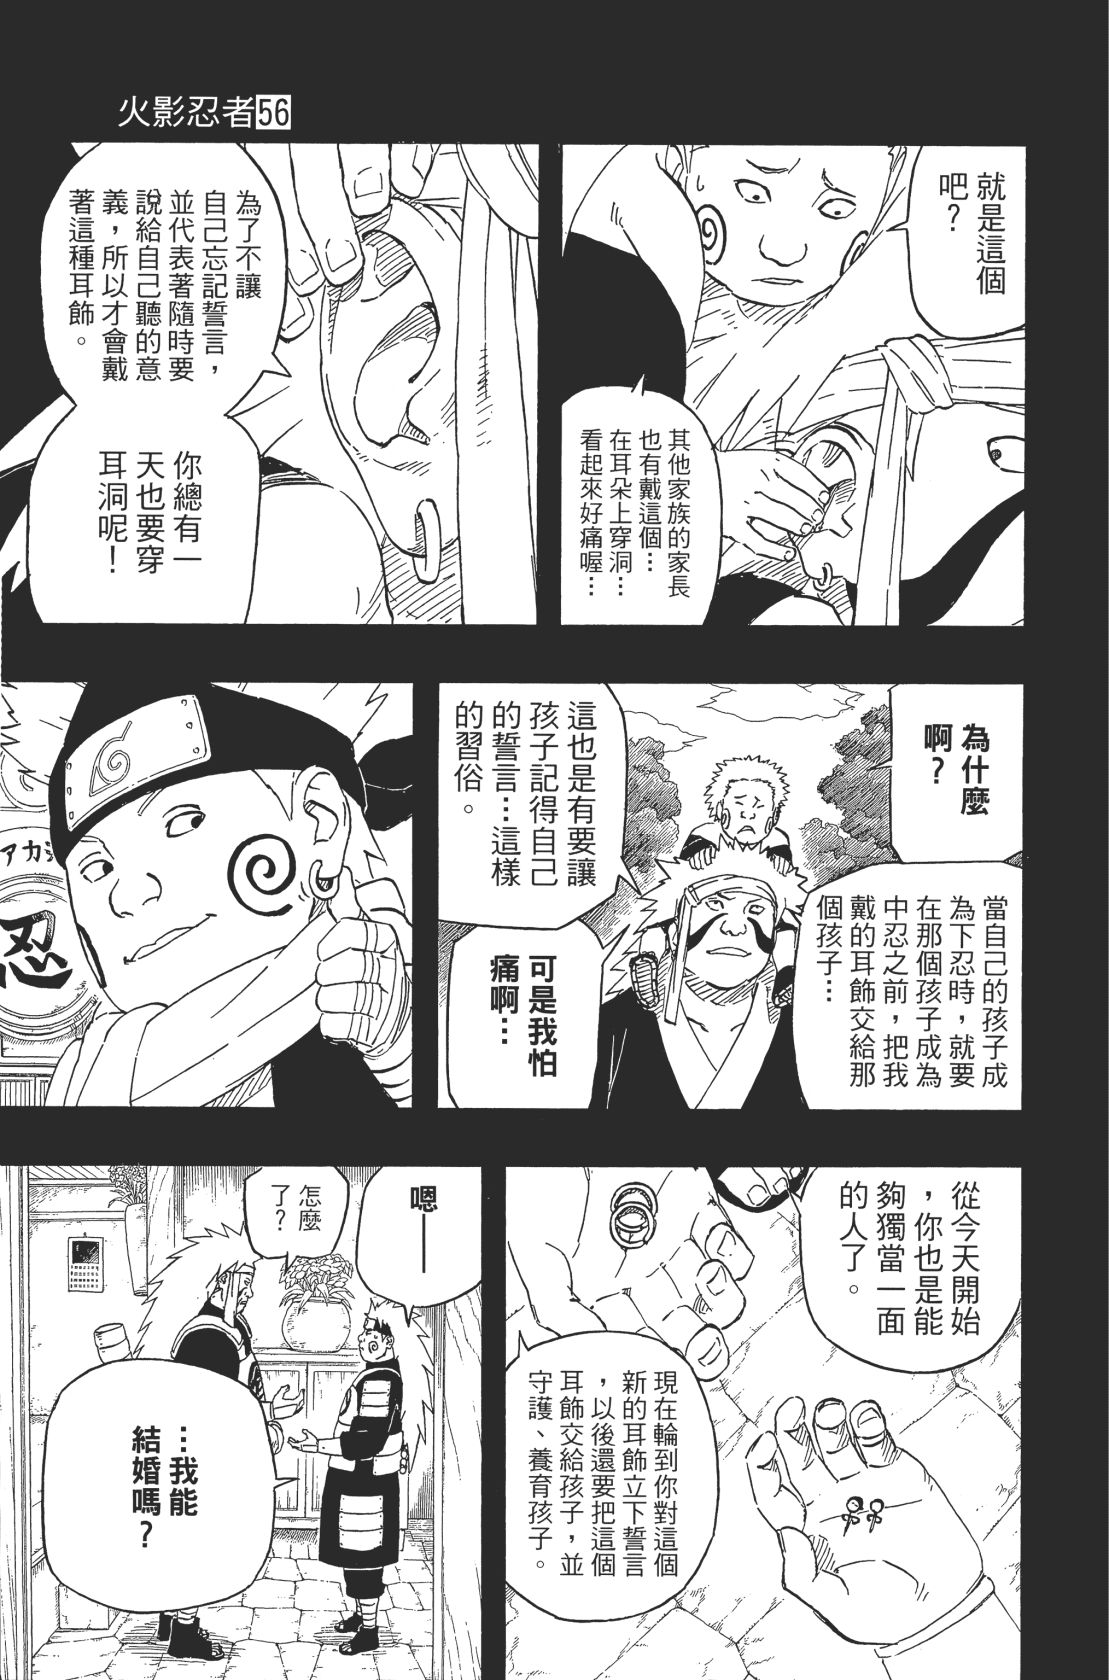 火影忍者56
就是這個
吧？
其他家族的家長
也有戴這個…
在耳朵上穿洞…
看起來好痛喔…
為了不讓
自己忘記誓言，
並代表著隨時要
說給自己聽的意
義，所以才會戴
著這種耳飾。
你總有一
天也要穿
耳洞呢！
為什麼
啊？
當自己的孩子成
為下忍時，就要
在那個孩子成為
中忍之前，把我
戴的耳飾交給那
個孩子…
這也是有要讓
孩子記得自己
的誓言…這樣
的習俗。
可是我怕
痛啊…
ァカ
忍
從今天開始
，你也是能
夠獨當一面
的人了。
現在輪到你對這個
新的耳飾立下誓言
，以後還要把這個
耳飾交給孩子，並
守護、養育孩子。
嗯──
怎麼
了？
…我能
結婚嗎？